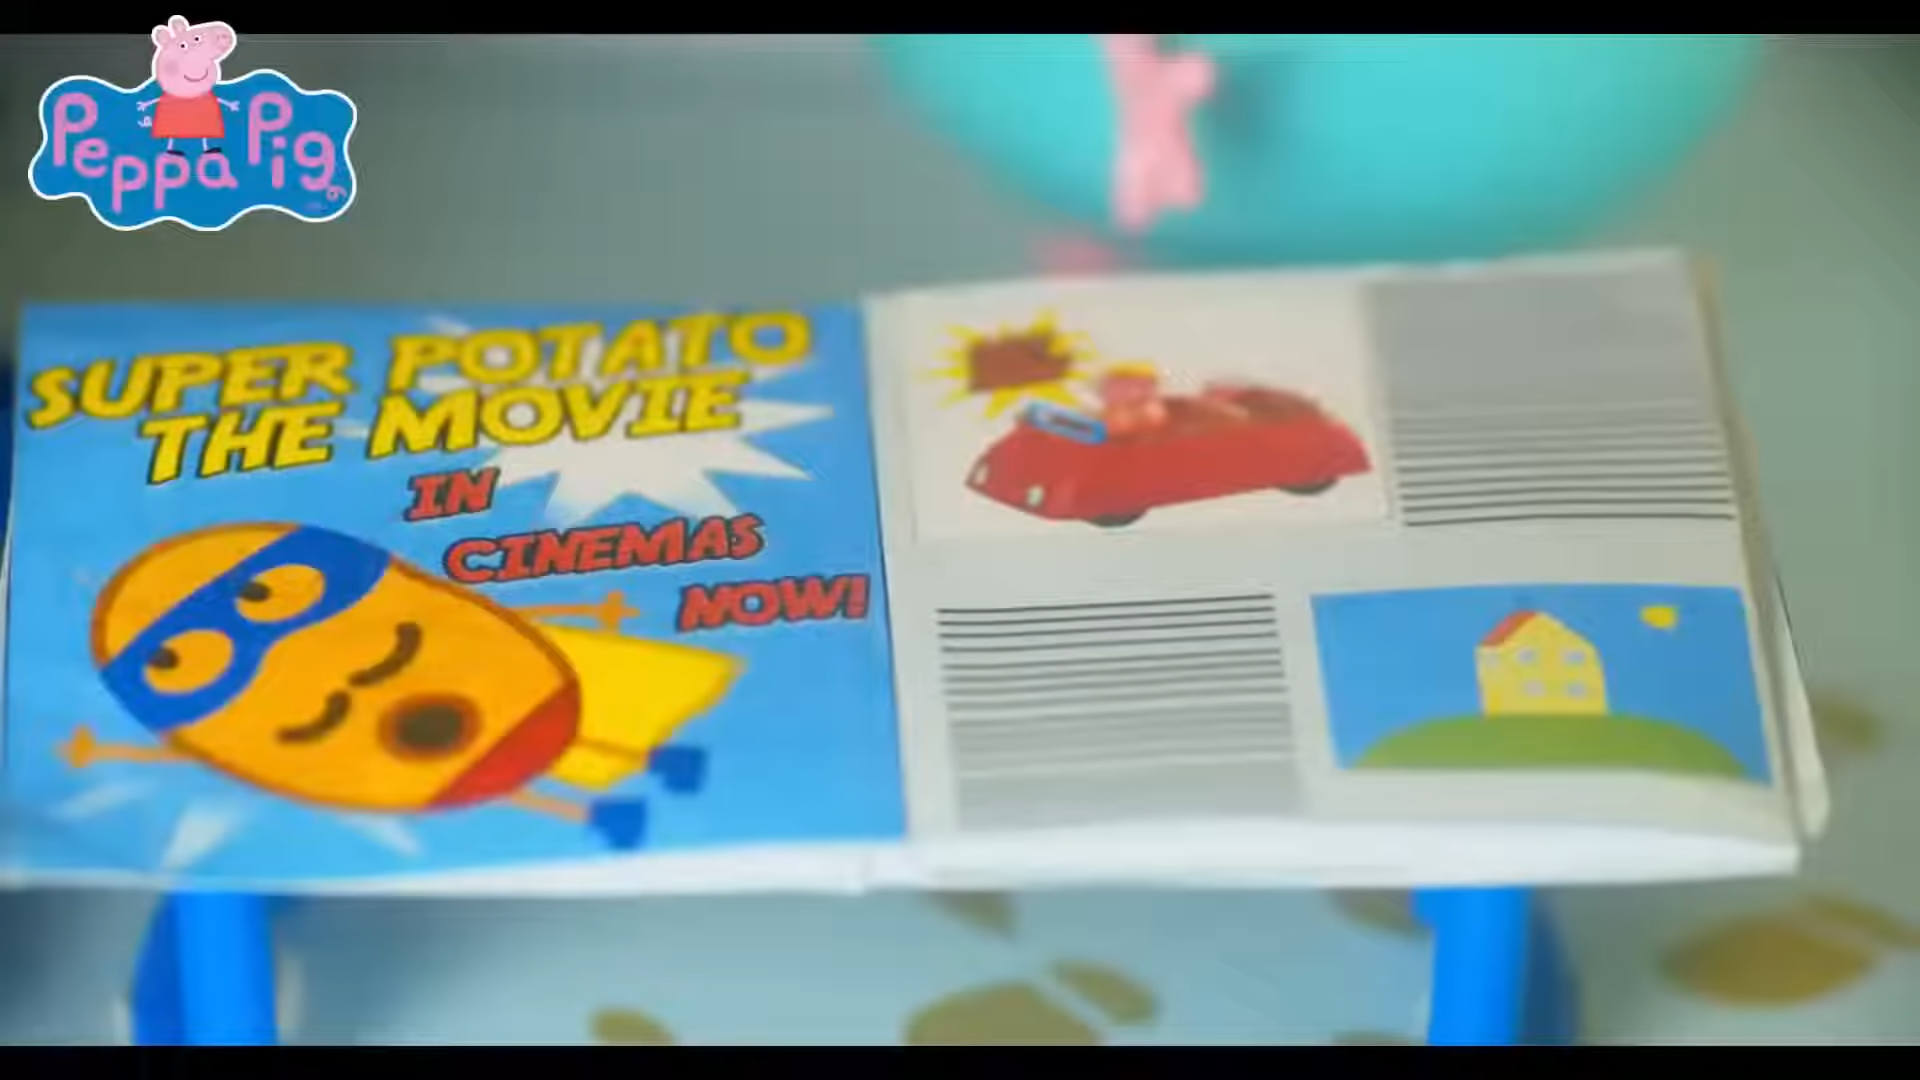 Peppa Pig
SUPER POTATO
THE MOVIE
IN
CINEMAS
NOW!